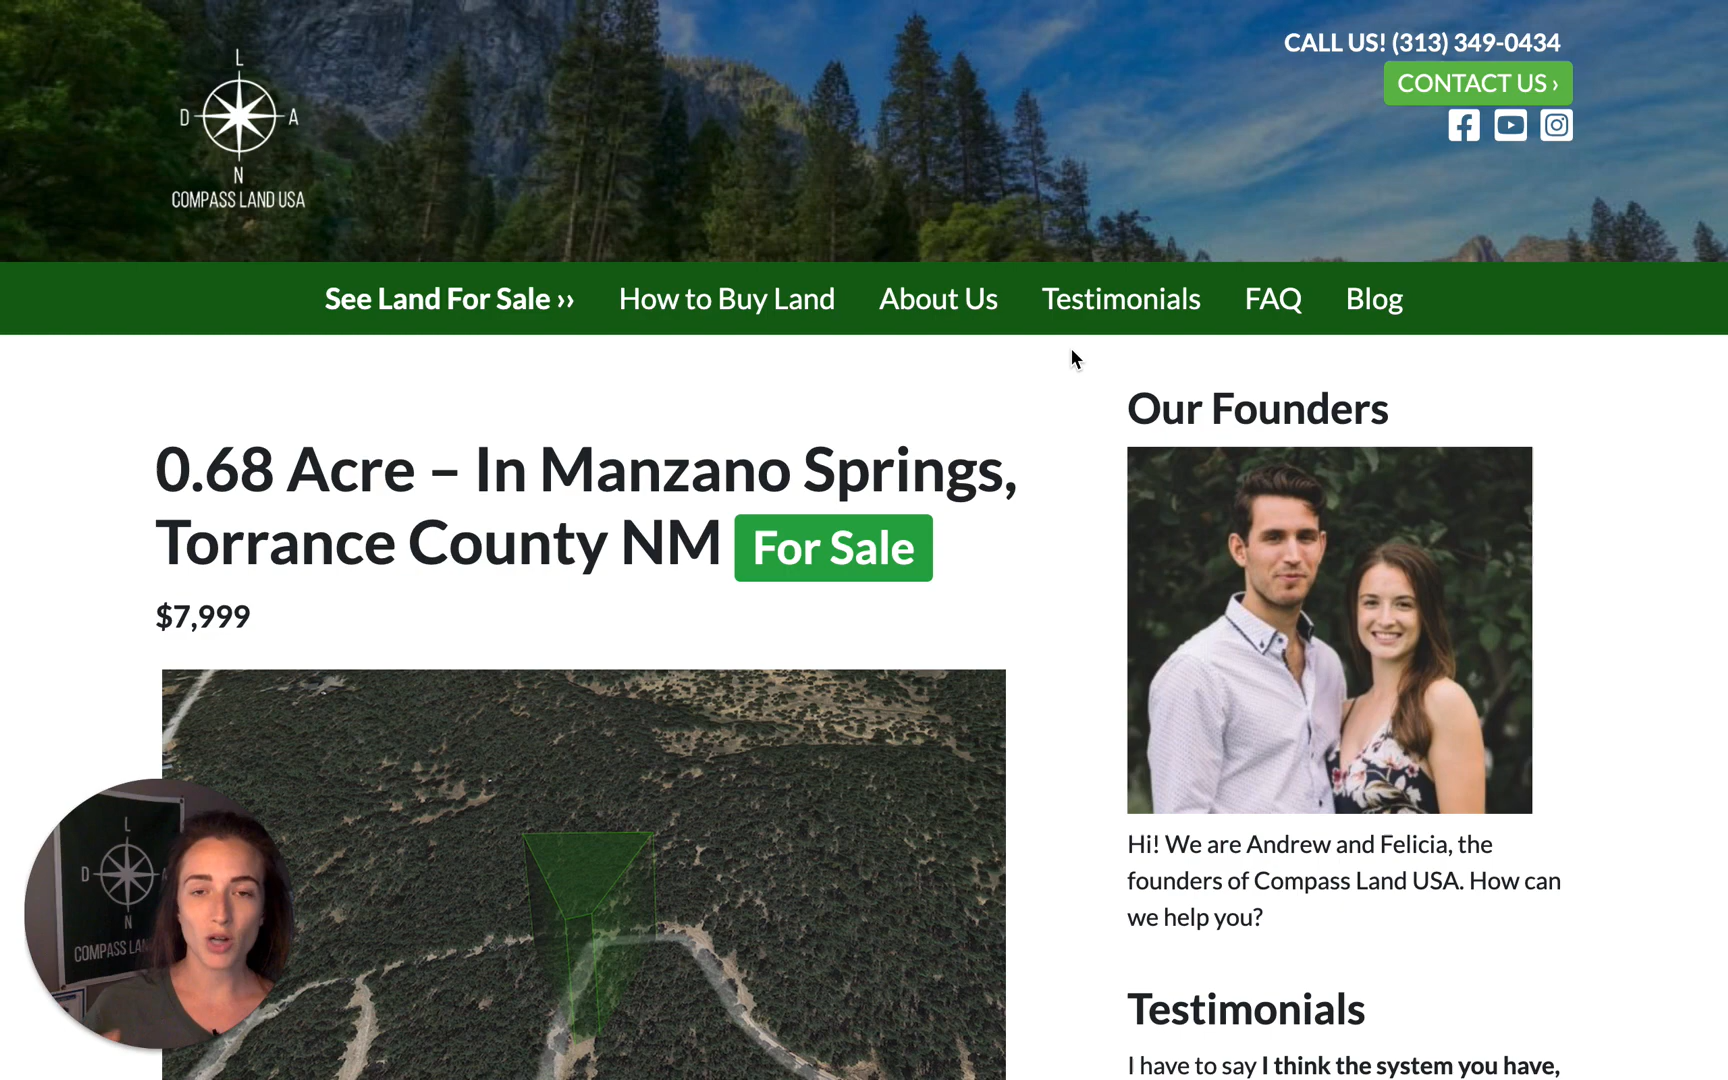 L
D A
N
COMPASS LAND USA
CALL US! (313) 349-0434
CONTACT US ›
See Land For Sale ›› How to Buy Land About Us Testimonials FAQ Blog
0.68 Acre – In Manzano Springs,
Torrance County NM For Sale
$7,999
Our Founders
Hi! We are Andrew and Felicia, the
founders of Compass Land USA. How can
we help you?
Testimonials
I have to say I think the system you have,
L
D
N
COMPASS LAN